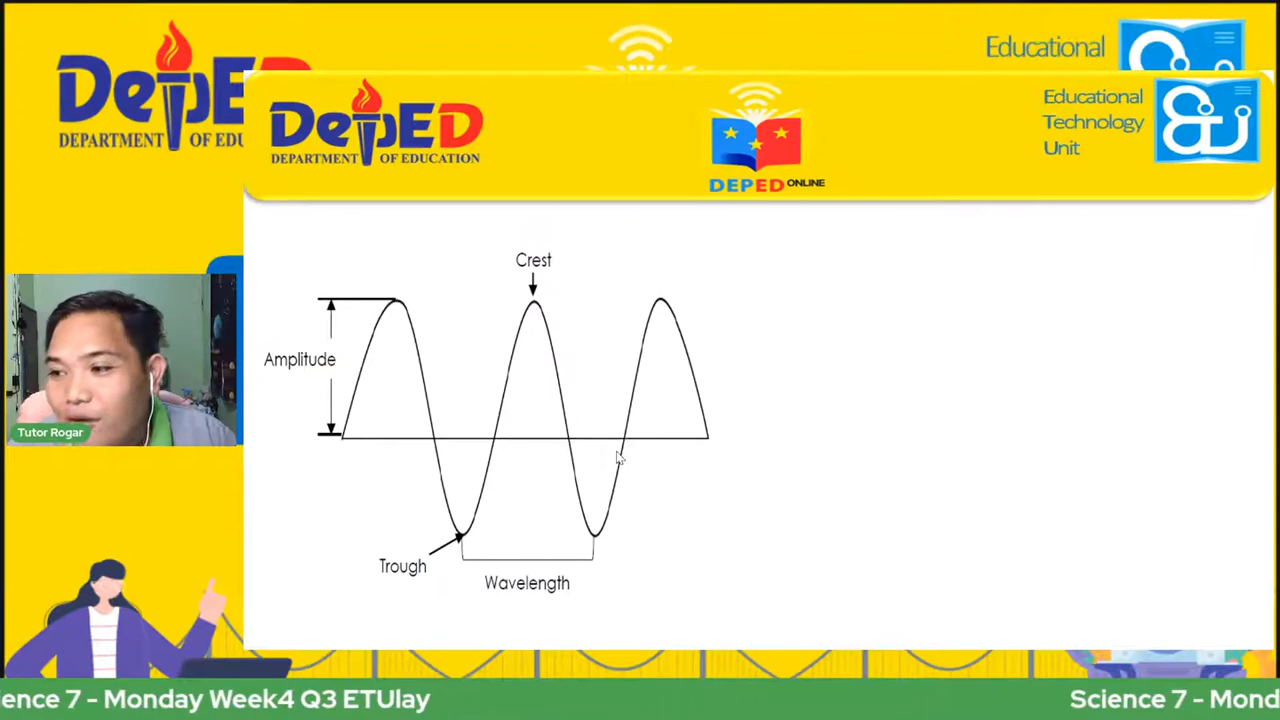 DepED
DEPARTMENT OF EDU
Educational
DepED
DEPARTMENT OF EDUCATION
DEPED ONLINE
Educational
Technology
Unit
Crest
Amplitude
Trough
Wavelength
Tutor Rogar
ence 7 - Monday Week4 Q3 ETUlay
Science 7 - Mond